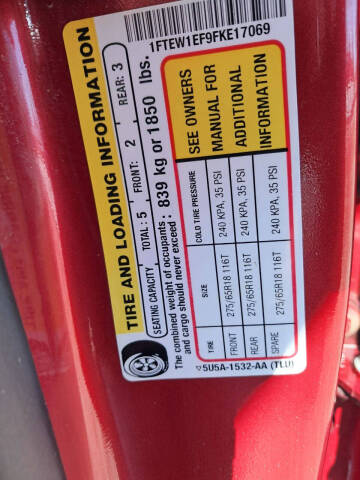 TIRE AND LOADING INFORMATION
SEATING CAPACITY TOTAL: 5 FRONT: 2 REAR: 3
The combined weight of occupants
and cargo should never exceed : 839 kg or 1850 lbs.
TIRE SIZE COLD TIRE PRESSURE
FRONT 275/65R18 116T 240 KPA, 35 PSI
REAR 275/65R18 116T 240 KPA, 35 PSI
SPARE 275/65R18 116T 240 KPA, 35 PSI
SEE OWNERS
MANUAL FOR
ADDITIONAL
INFORMATION
5U5A-1532-AA (TLU)
1FTEW1EF9FKE17069